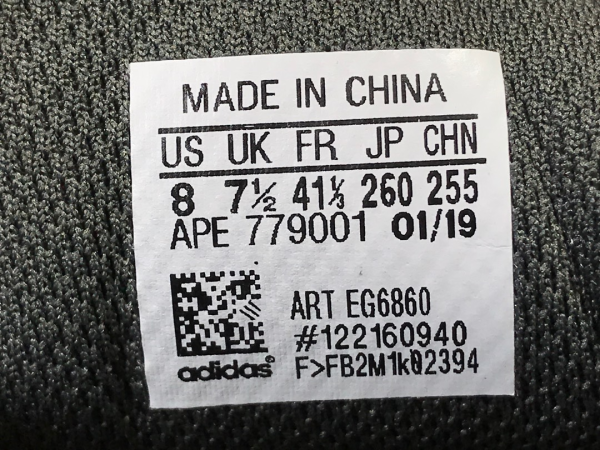 MADE IN CHINA
US UK FR JP CHN
8 7½ 41⅓ 260 255
APE 779001 01/19
ART EG6860
#122160940
adidas® F>FB2M1k02394